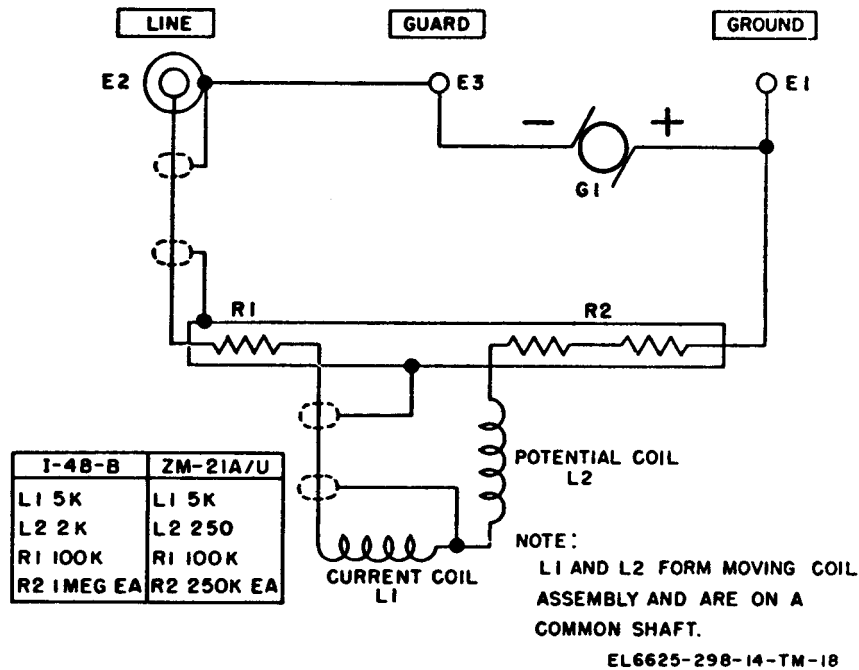 LINE
GUARD
GROUND
E2
E3
E1
− +
G1
R1
R2
I-48-B ZM-21A/U
L1 5K L1 5K
L2 2K L2 250
R1 100K R1 100K
R2 1MEG EA R2 250K EA
POTENTIAL COIL
L2
CURRENT COIL
L1
NOTE:
L1 AND L2 FORM MOVING COIL
ASSEMBLY AND ARE ON A
COMMON SHAFT.
EL6625-298-14-TM-18